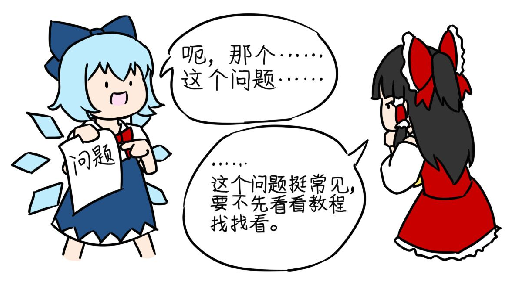 呃，那个……
这个问题……
问题
……
这个问题挺常见，
要不先看看教程
找找看。